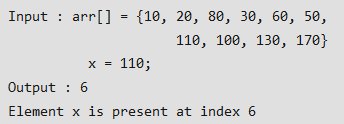 Input : arr[] = {10, 20, 80, 30, 60, 50,
110, 100, 130, 170}
x = 110;
Output : 6
Element x is present at index 6